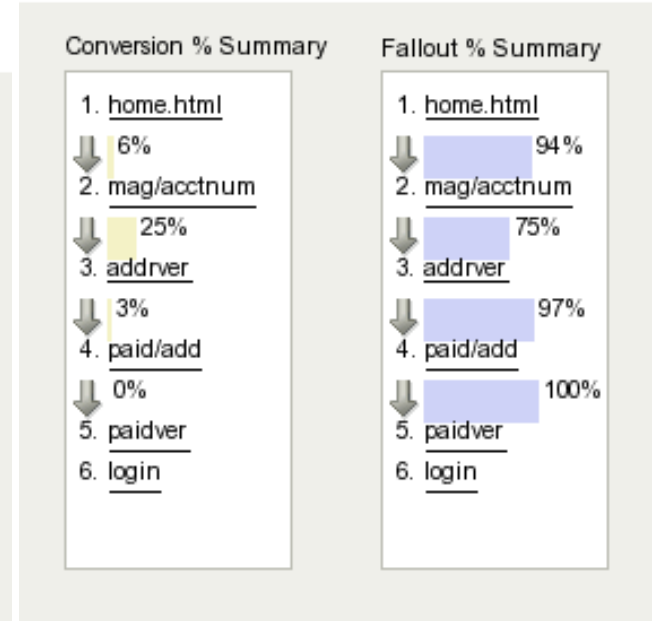 Conversion % Summary
1. home.html
6%
2. mag/acctnum
25%
3. addrver
3%
4. paid/add
0%
5. paidver
6. login
Fallout % Summary
1. home.html
94%
2. mag/acctnum
75%
3. addrver
97%
4. paid/add
100%
5. paidver
6. login